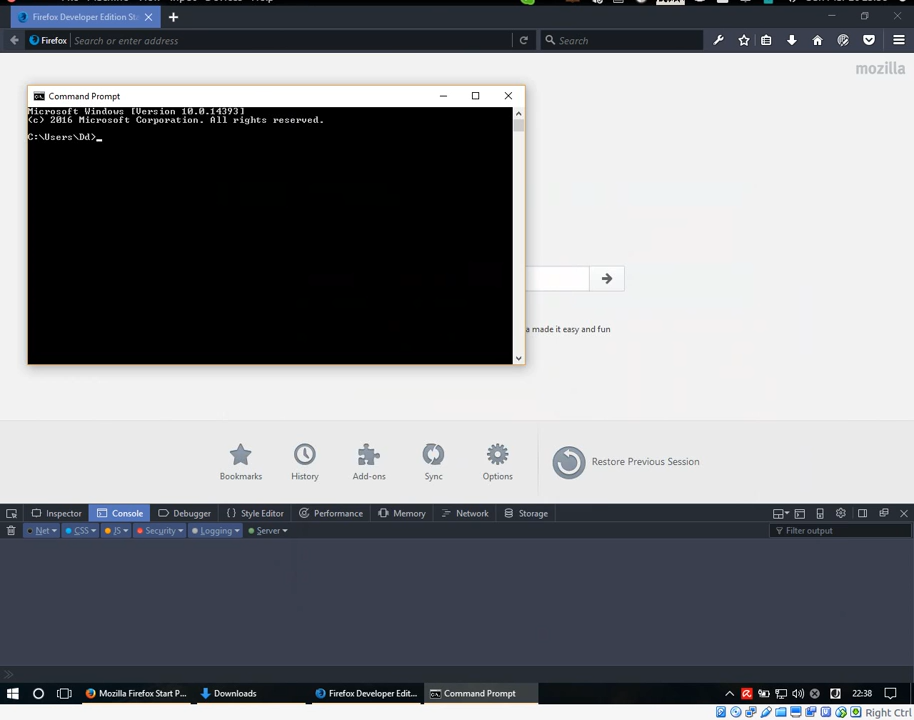 Firefox Developer Edition St
Firefox
Search or enter address
Search
mozilla
Command Prompt
Microsoft Windows [Version 10.0.14393]
(c) 2016 Microsoft Corporation. All rights reserved.
C:\Users\Dd>_
a made it easy and fun
Bookmarks
History
Add-ons
Sync
Options
Restore Previous Session
Inspector
Console
Debugger
{ } Style Editor
Performance
Memory
Network
Storage
Net
CSS
JS
Security
Logging
Server
Filter output
»
Mozilla Firefox Start P...
Downloads
Firefox Developer Edit...
Command Prompt
22:38
Right Ctrl